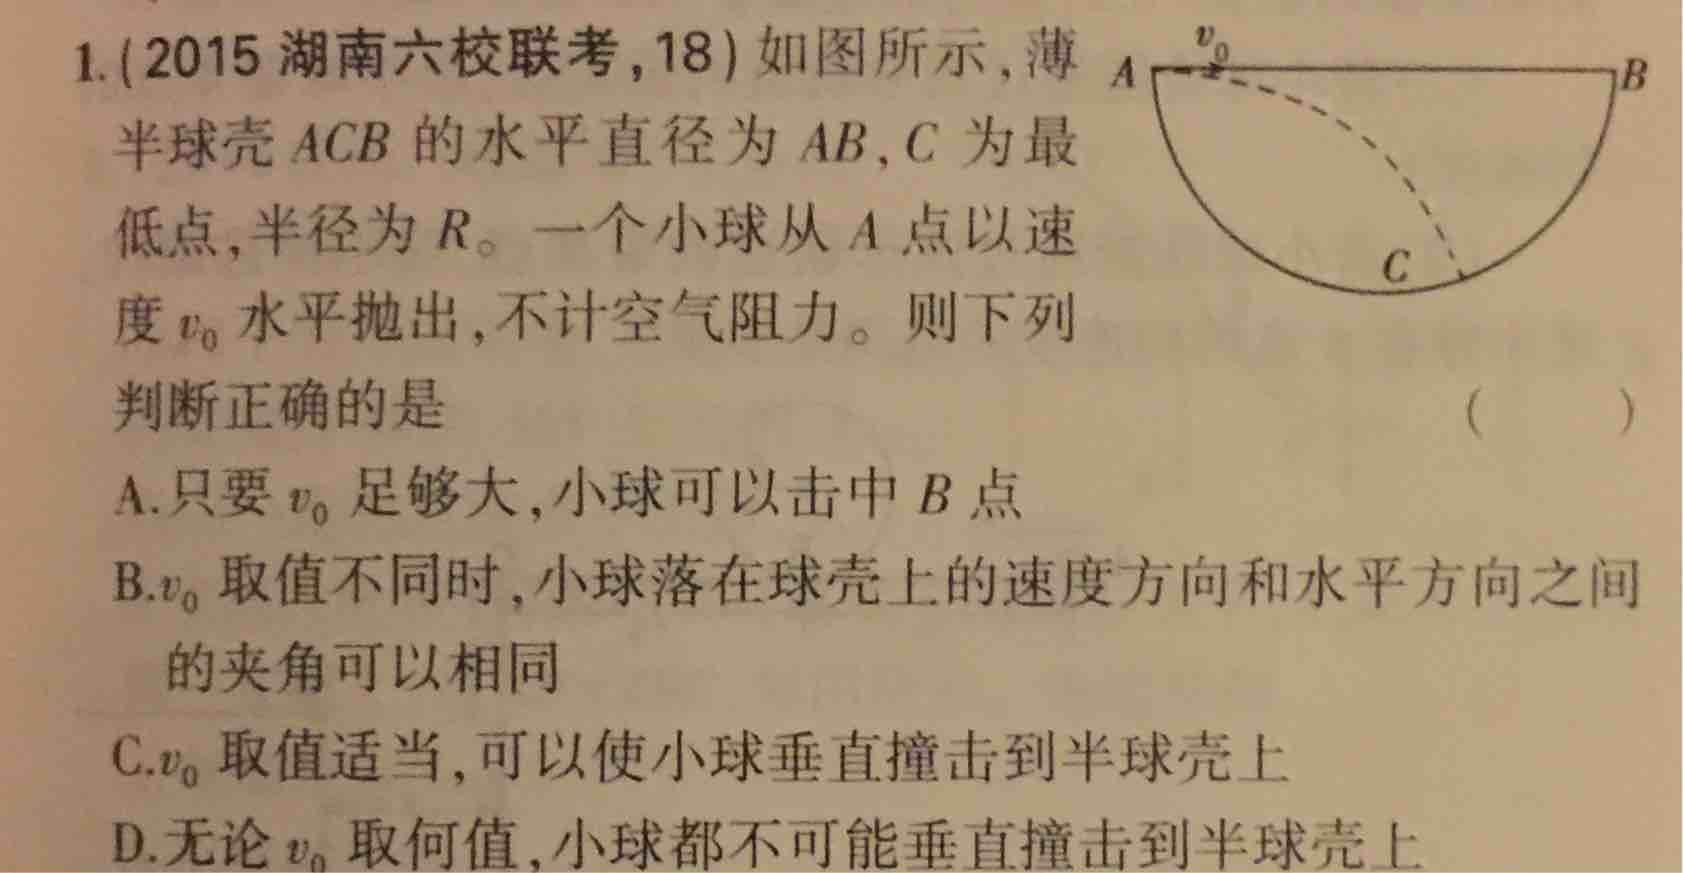 1.(2015 湖南六校联考,18)如图所示,薄
半球壳 ACB 的水平直径为 AB,C 为最
低点,半径为 R。一个小球从 A 点以速
度 v₀ 水平抛出,不计空气阻力。则下列
判断正确的是 ( )
A.只要 v₀ 足够大,小球可以击中 B 点
B.v₀ 取值不同时,小球落在球壳上的速度方向和水平方向之间
的夹角可以相同
C.v₀ 取值适当,可以使小球垂直撞击到半球壳上
D.无论 v₀ 取何值,小球都不可能垂直撞击到半球壳上
v₀
A
B
C